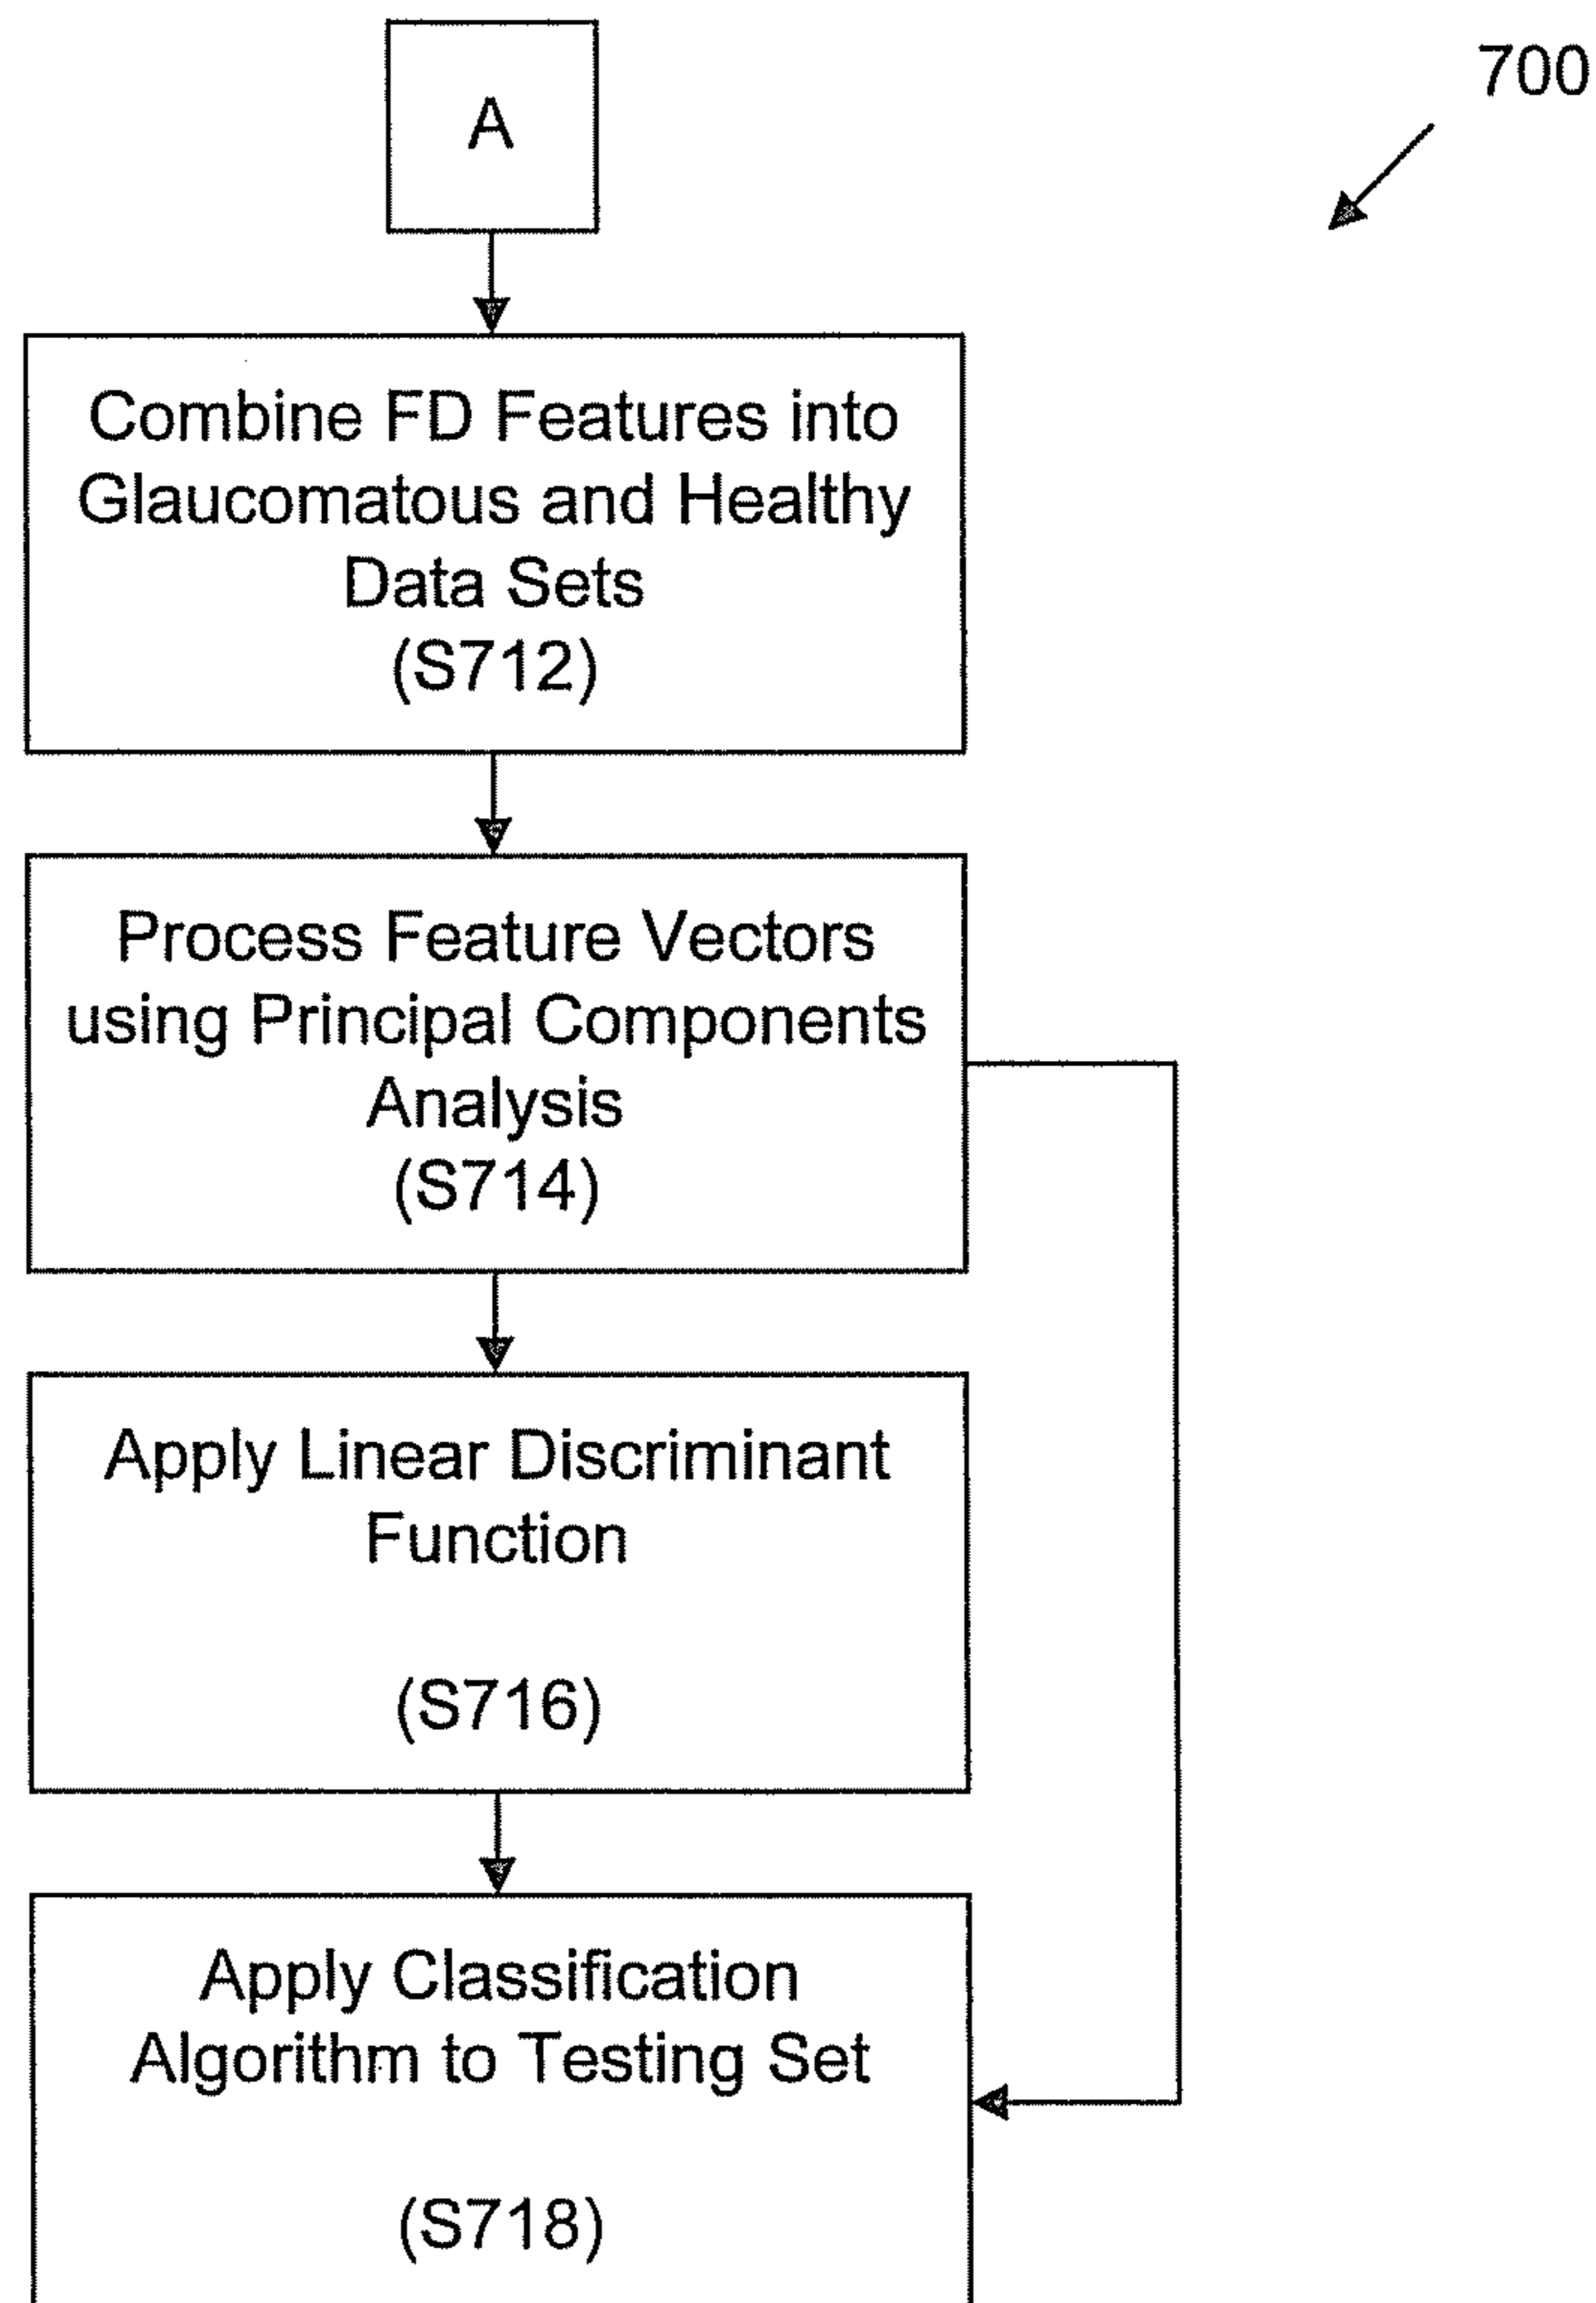 A
700
Combine FD Features into
Glaucomatous and Healthy
Data Sets
(S712)
Process Feature Vectors
using Principal Components
Analysis
(S714)
Apply Linear Discriminant
Function
(S716)
Apply Classification
Algorithm to Testing Set
(S718)